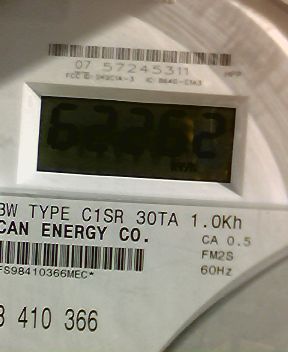 07 57245311
62262
BW TYPE C1SR 30TA 1.0Kh
CAN ENERGY CO.
CA 0.5
FM2S
60Hz
FS98410366MEC*
3 410 366